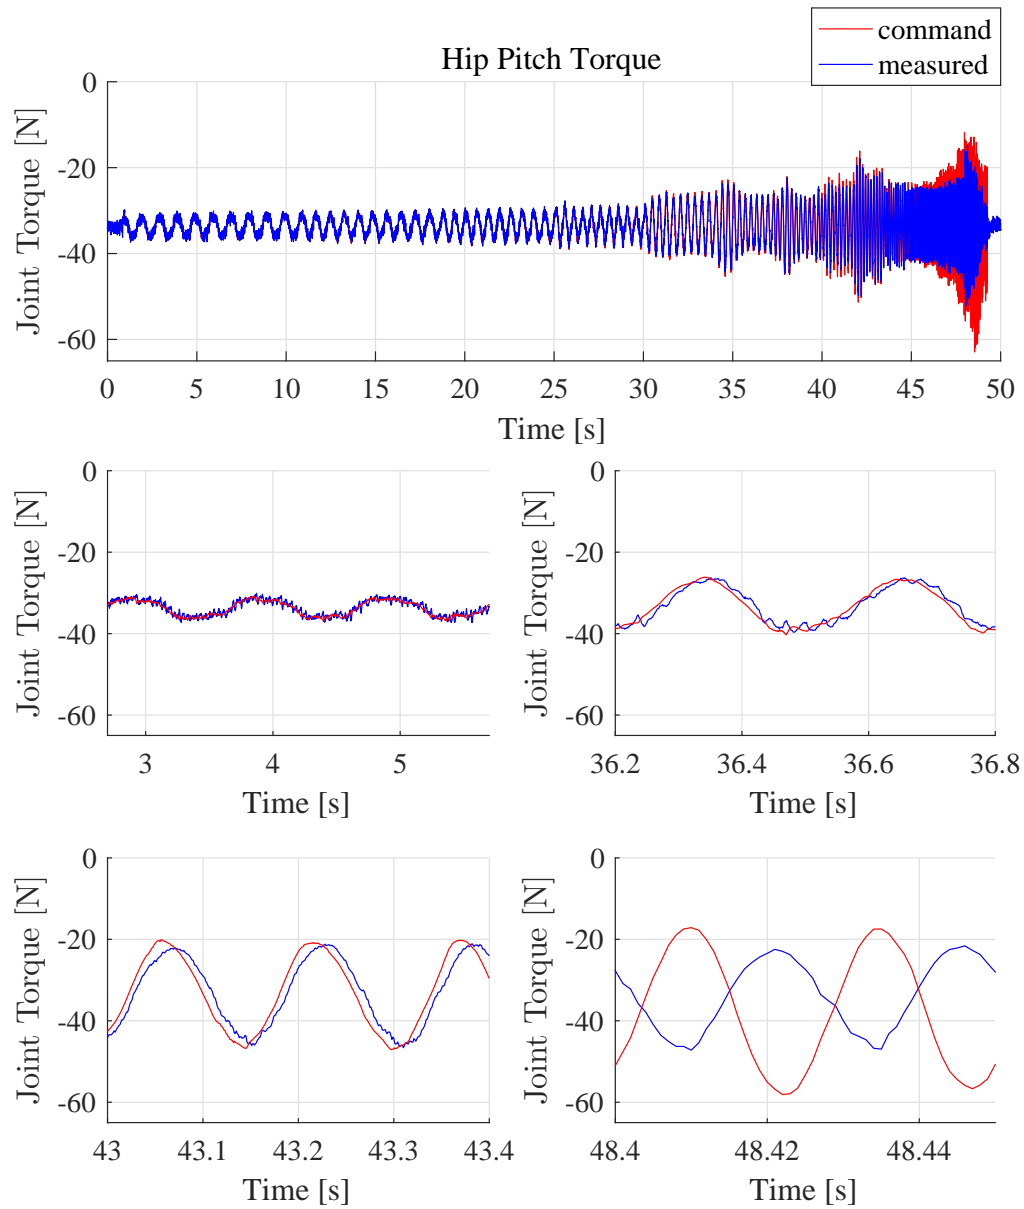 command
measured
Hip Pitch Torque
Joint Torque [N]
0
-20
-40
-60
0 5 10 15 20 25 30 35 40 45 50
Time [s]
Joint Torque [N]
0
-20
-40
-60
3 4 5
Time [s]
Joint Torque [N]
0
-20
-40
-60
36.2 36.4 36.6 36.8
Time [s]
Joint Torque [N]
0
-20
-40
-60
43 43.1 43.2 43.3 43.4
Time [s]
Joint Torque [N]
0
-20
-40
-60
48.4 48.42 48.44
Time [s]